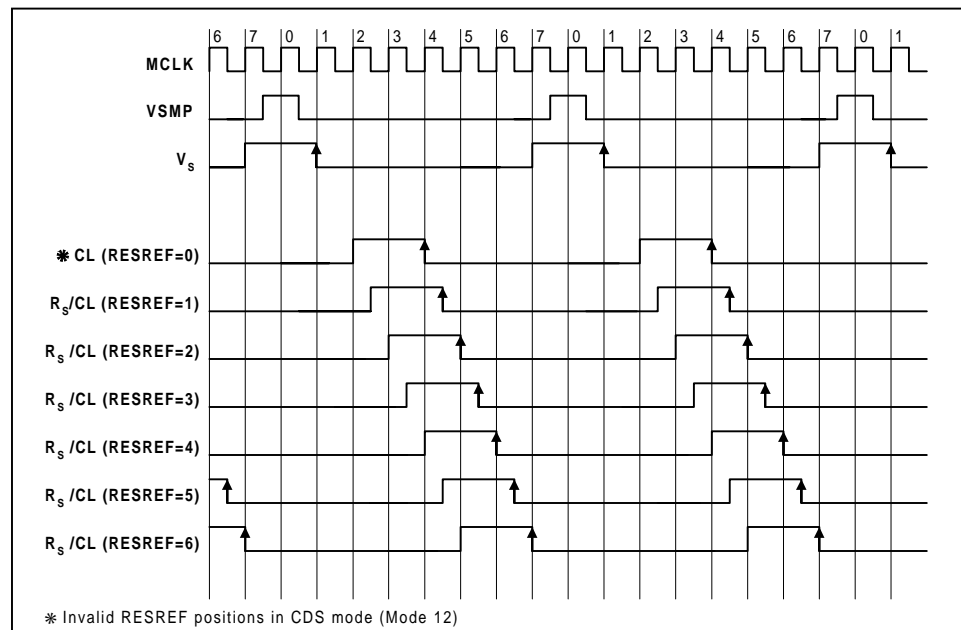 6 7 0 1 2 3 4 5 6 7 0 1 2 3 4 5 6 7 0 1
MCLK
VSMP
VS
* CL (RESREF=0)
RS/CL (RESREF=1)
RS /CL (RESREF=2)
RS /CL (RESREF=3)
RS /CL (RESREF=4)
RS /CL (RESREF=5)
RS /CL (RESREF=6)
* Invalid RESREF positions in CDS mode (Mode 12)